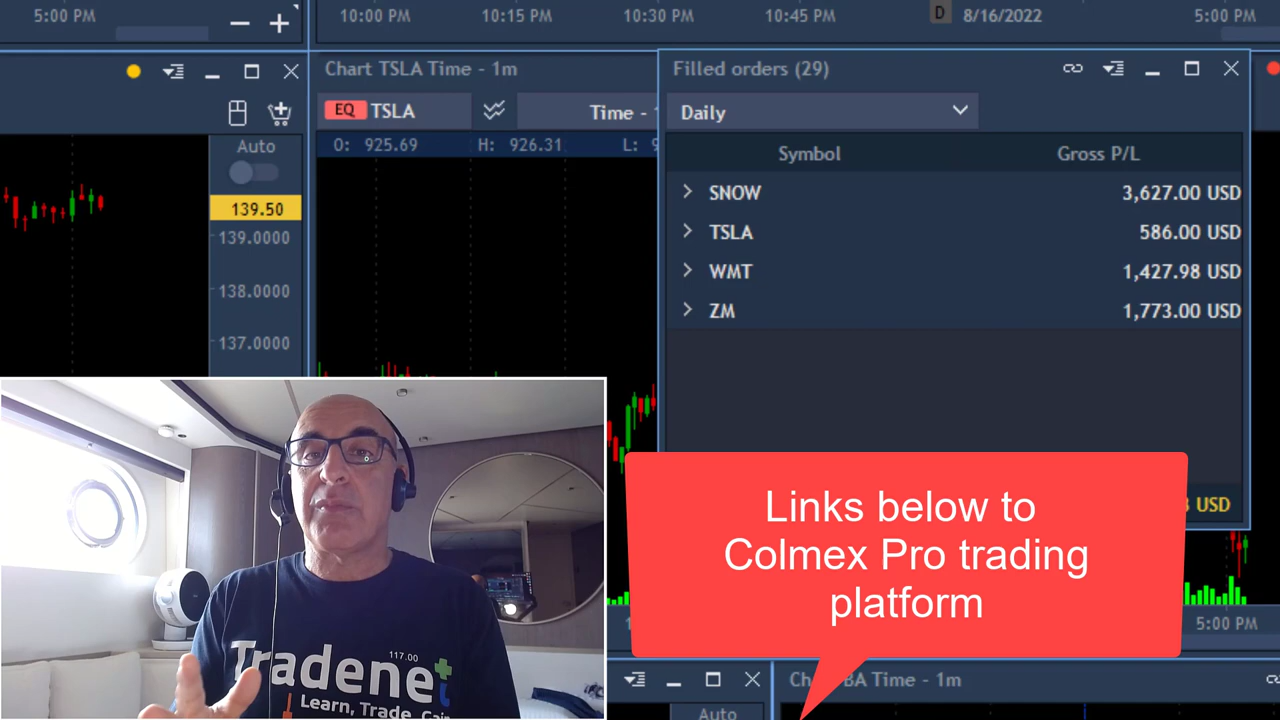 5:00 PM
10:00 PM 10:15 PM 10:30 PM 10:45 PM D 8/16/2022 5:00 PM
Chart TSLA Time - 1m
Filled orders (29)
EQ TSLA
Time -
Daily
Auto
O: 925.69 H: 926.31 L:
Symbol Gross P/L
SNOW 3,627.00 USD
139.50
TSLA 586.00 USD
139.0000
WMT 1,427.98 USD
138.0000
ZM 1,773.00 USD
137.0000
USD
Links below to
Colmex Pro trading
platform
5:00 PM
117.00
Tradenet
Learn, Trade,
Time - 1m
Auto